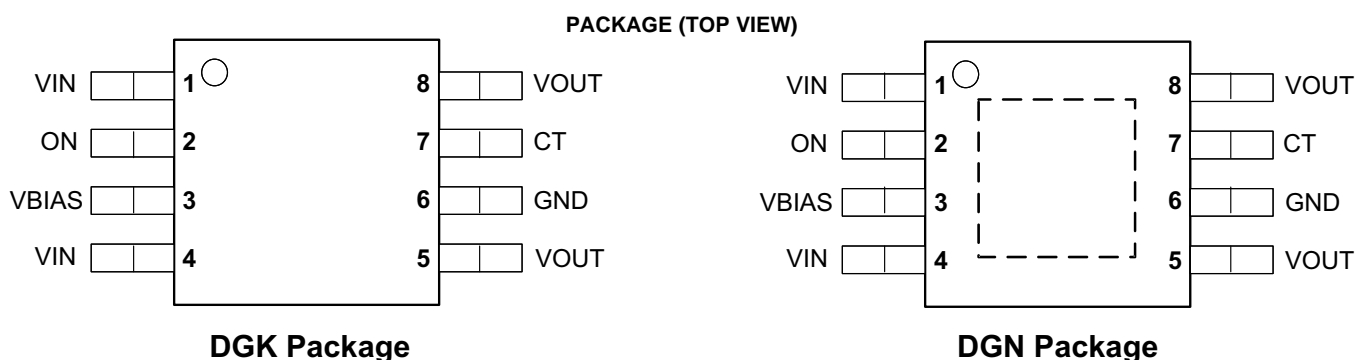 PACKAGE (TOP VIEW)
VIN 1 8 VOUT
ON 2 7 CT
VBIAS 3 6 GND
VIN 4 5 VOUT
DGK Package
VIN 1 8 VOUT
ON 2 7 CT
VBIAS 3 6 GND
VIN 4 5 VOUT
DGN Package